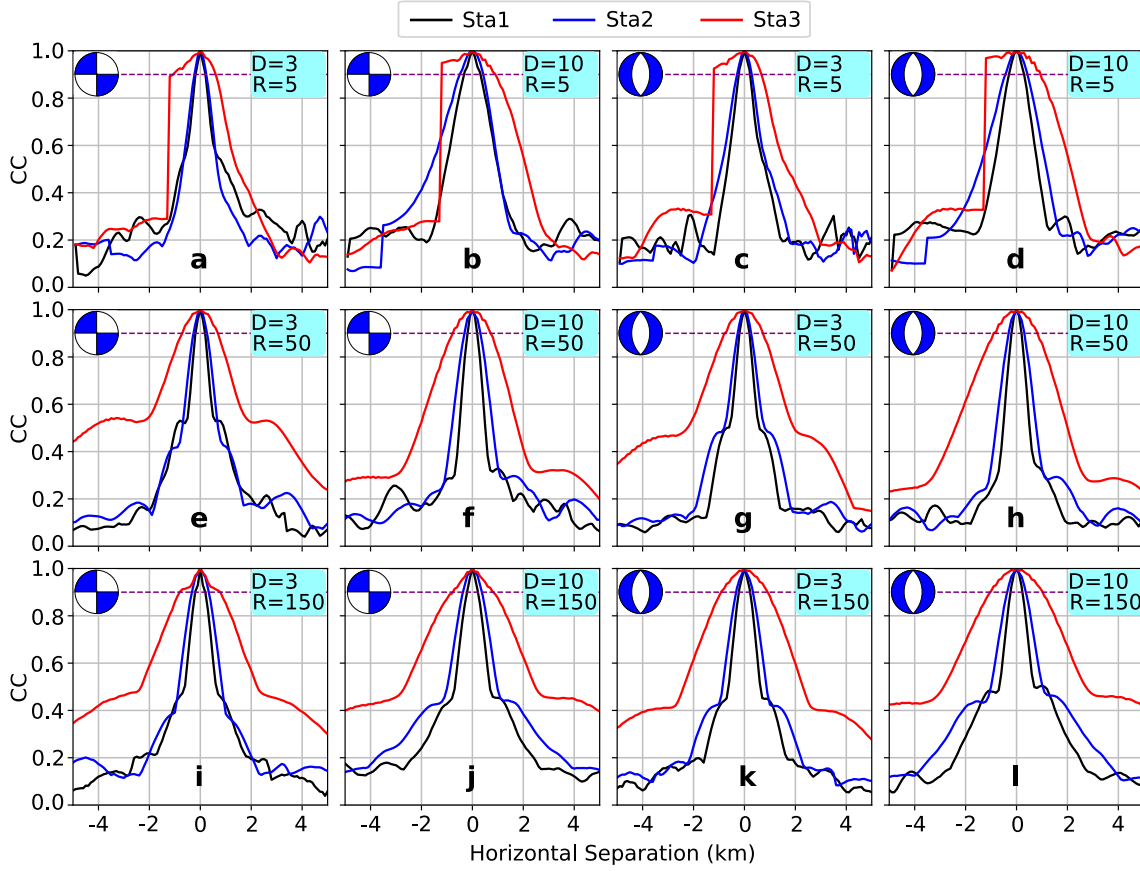 Sta1 Sta2 Sta3
1.0
0.8
0.6
0.4
0.2
0.0
CC
D=3
R=5
a
D=10
R=5
b
D=3
R=5
c
D=10
R=5
d
1.0
0.8
0.6
0.4
0.2
0.0
CC
D=3
R=50
e
D=10
R=50
f
D=3
R=50
g
D=10
R=50
h
1.0
0.8
0.6
0.4
0.2
0.0
CC
D=3
R=150
i
D=10
R=150
j
D=3
R=150
k
D=10
R=150
l
-4 -2 0 2 4
-4 -2 0 2 4
-4 -2 0 2 4
-4 -2 0 2 4
Horizontal Separation (km)